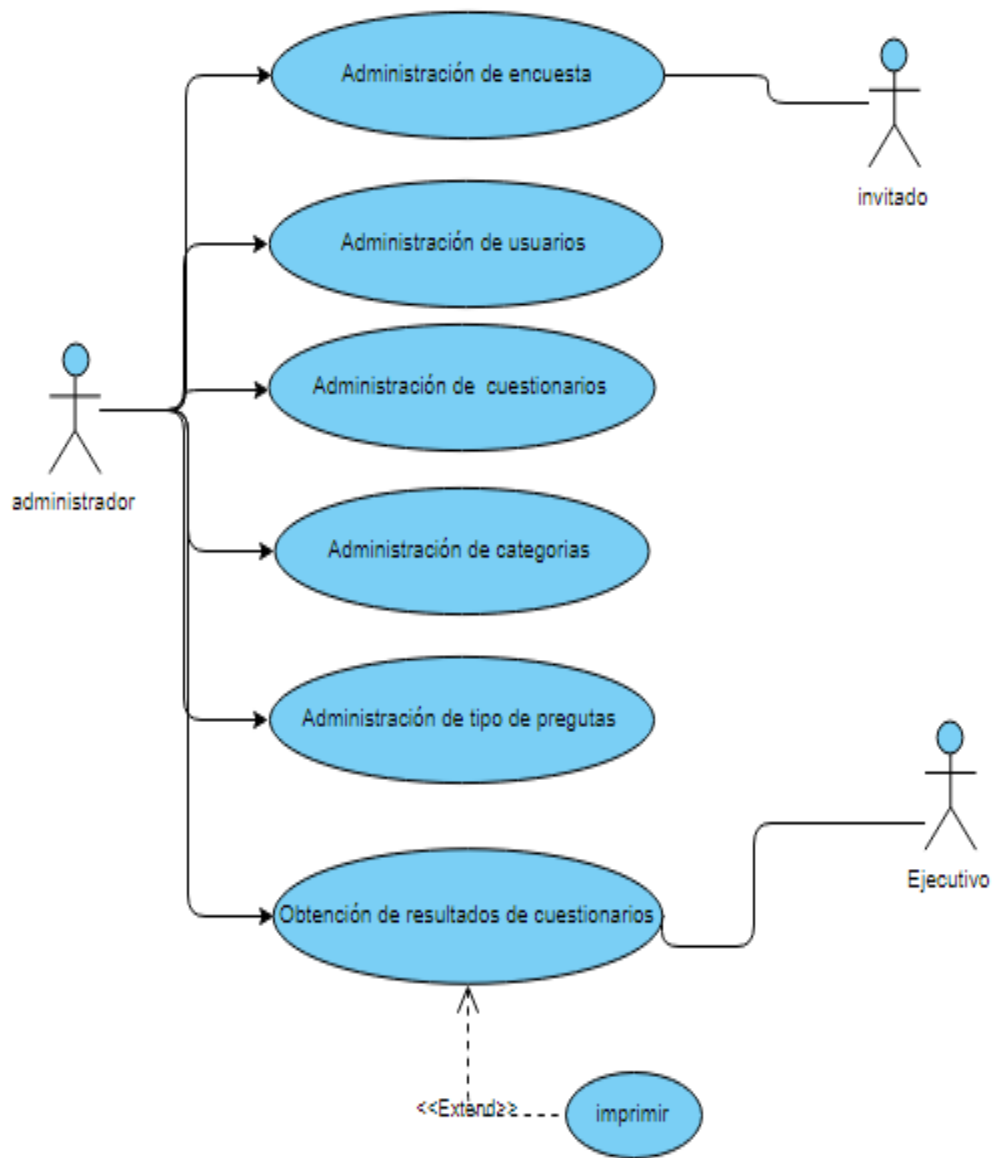 Administración de encuesta
invitado
Administración de usuarios
Administración de cuestionarios
administrador
Administración de categorias
Administración de tipo de pregutas
Ejecutivo
Obtención de resultados de cuestionarios
<<Extend>>
imprimir